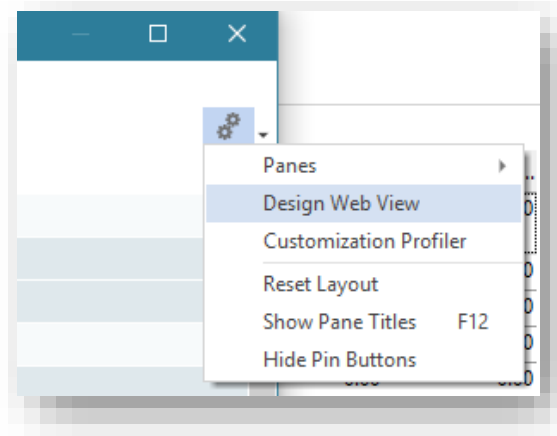 Panes
Design Web View
Customization Profiler
Reset Layout
Show Pane Titles F12
Hide Pin Buttons